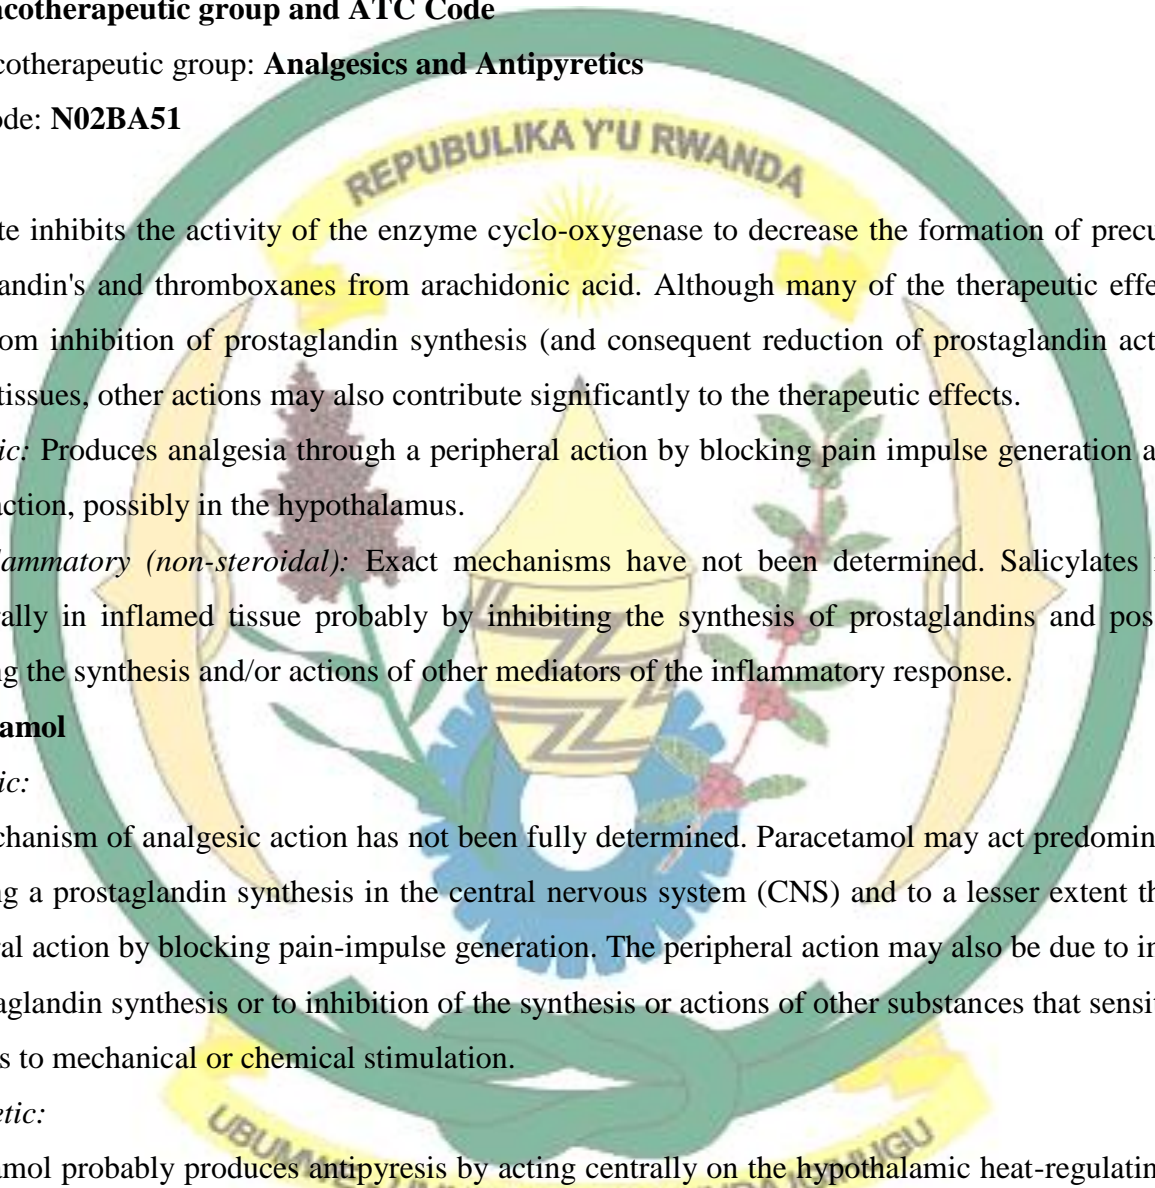 acotherapeutic group and ATC Code
cotherapeutic group: Analgesics and Antipyretics
ode: N02BA51
REPUBULIKA Y'U RWANDA
te inhibits the activity of the enzyme cyclo-oxygenase to decrease the formation of precu
andin's and thromboxanes from arachidonic acid. Although many of the therapeutic effe
om inhibition of prostaglandin synthesis (and consequent reduction of prostaglandin act
tissues, other actions may also contribute significantly to the therapeutic effects.
ic: Produces analgesia through a peripheral action by blocking pain impulse generation a
action, possibly in the hypothalamus.
lammatory (non-steroidal): Exact mechanisms have not been determined. Salicylates
rally in inflamed tissue probably by inhibiting the synthesis of prostaglandins and pos
ng the synthesis and/or actions of other mediators of the inflammatory response.
amol
ic:
chanism of analgesic action has not been fully determined. Paracetamol may act predomin
ng a prostaglandin synthesis in the central nervous system (CNS) and to a lesser extent th
ral action by blocking pain-impulse generation. The peripheral action may also be due to in
aglandin synthesis or to inhibition of the synthesis or actions of other substances that sensit
s to mechanical or chemical stimulation.
etic:
amol probably produces antipyresis by acting centrally on the hypothalamic heat-regulatin